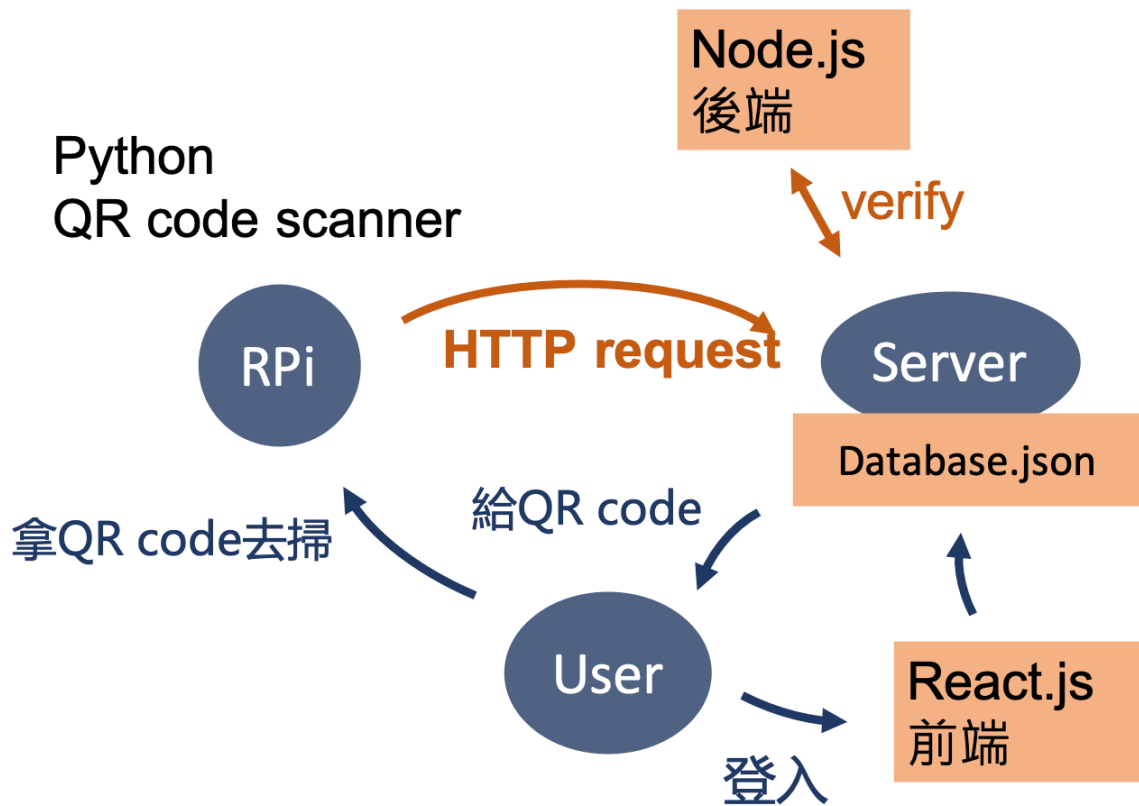 Node.js
後端
Python
QR code scanner
verify
HTTP request
RPi
Server
Database.json
給QR code
拿QR code去掃
User
React.js
前端
登入